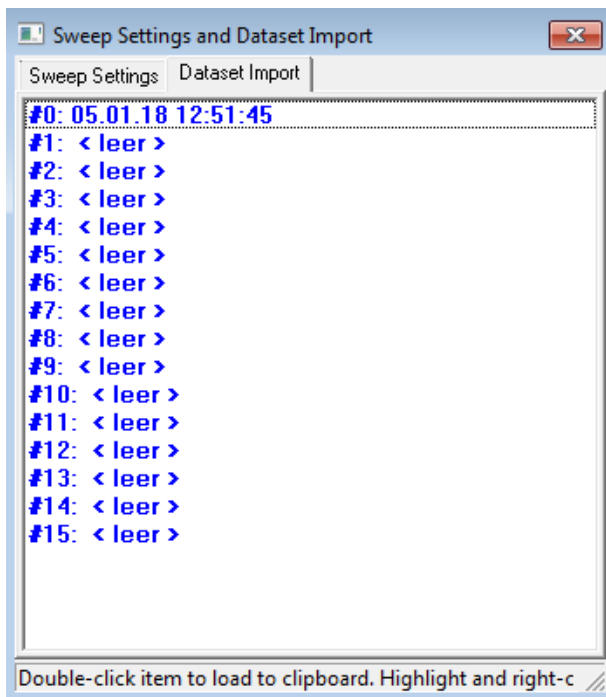 Sweep Settings and Dataset Import
Sweep Settings Dataset Import
#0: 05.01.18 12:51:45
#1: < leer >
#2: < leer >
#3: < leer >
#4: < leer >
#5: < leer >
#6: < leer >
#7: < leer >
#8: < leer >
#9: < leer >
#10: < leer >
#11: < leer >
#12: < leer >
#13: < leer >
#14: < leer >
#15: < leer >
Double-click item to load to clipboard. Highlight and right-c